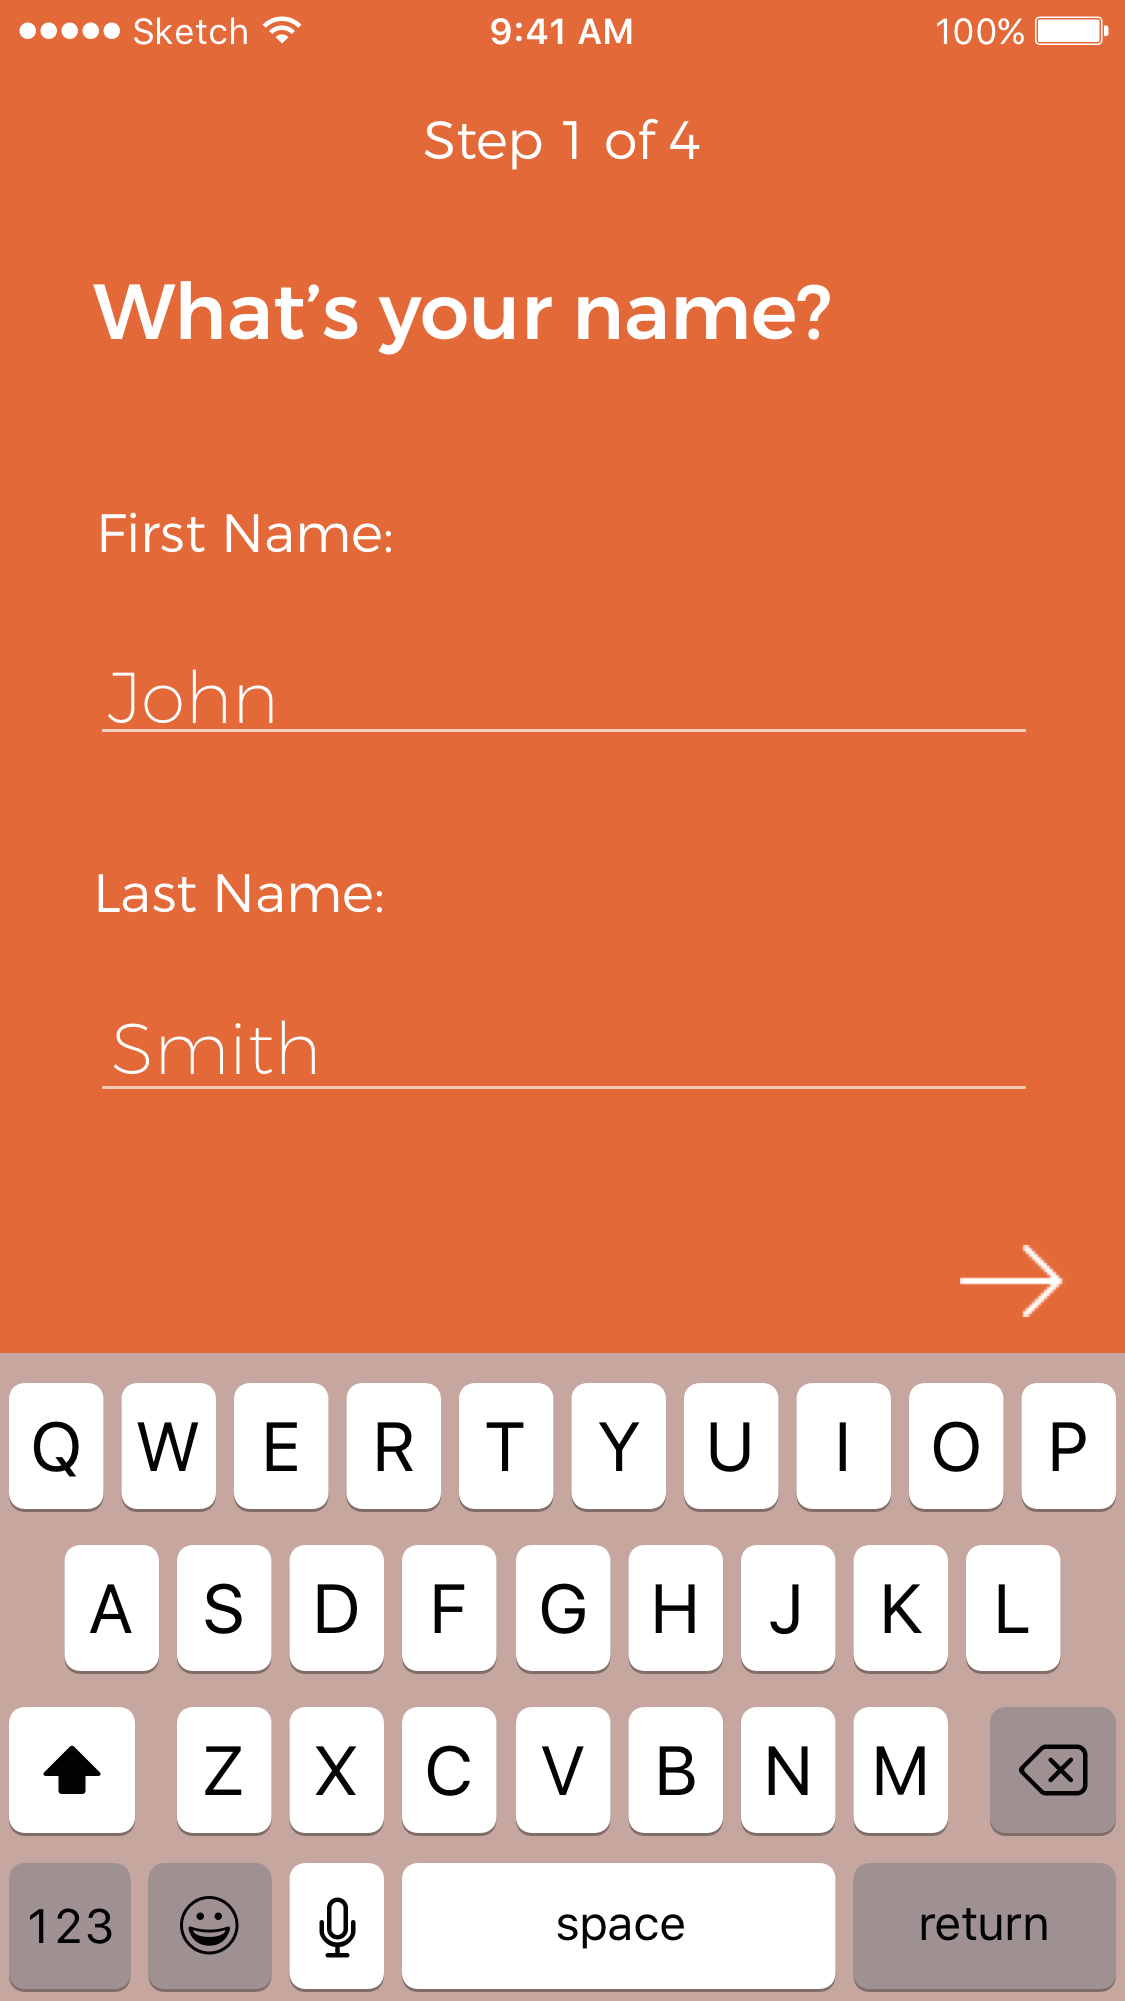 Sketch 9:41 AM 100%
Step 1 of 4
What’s your name?
First Name:
John
Last Name:
Smith
Q W E R T Y U I O P
A S D F G H J K L
Z X C V B N M
123 space return